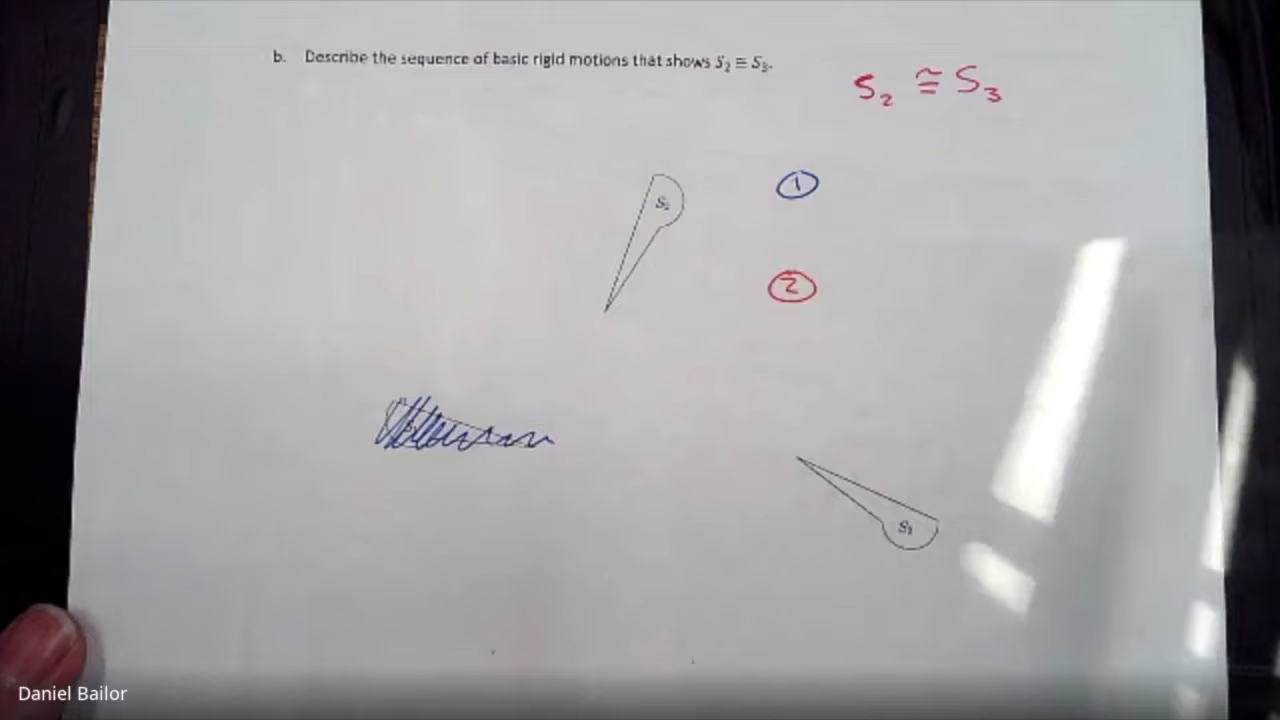 b. Describe the sequence of basic rigid motions that shows S₂ ≅ S₃.
S₂ ≅ S₃
1
S₂
2
S₃
Daniel Bailor